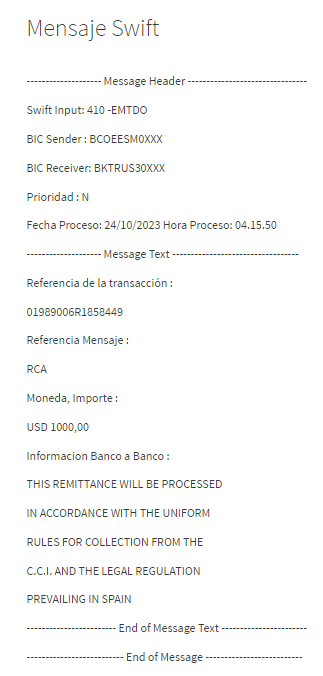 Mensaje Swift
-------------------- Message Header --------------------------------
Swift Input: 410 -EMTDO
BIC Sender : BCOEESM0XXX
BIC Receiver: BKTRUS30XXX
Prioridad : N
Fecha Proceso: 24/10/2023 Hora Proceso: 04.15.50
-------------------- Message Text ----------------------------------
Referencia de la transacción :
01989006R1858449
Referencia Mensaje :
RCA
Moneda, Importe :
USD 1000,00
Informacion Banco a Banco :
THIS REMITTANCE WILL BE PROCESSED
IN ACCORDANCE WITH THE UNIFORM
RULES FOR COLLECTION FROM THE
C.C.I. AND THE LEGAL REGULATION
PREVAILING IN SPAIN
------------------------ End of Message Text -----------------------
-------------------------- End of Message --------------------------